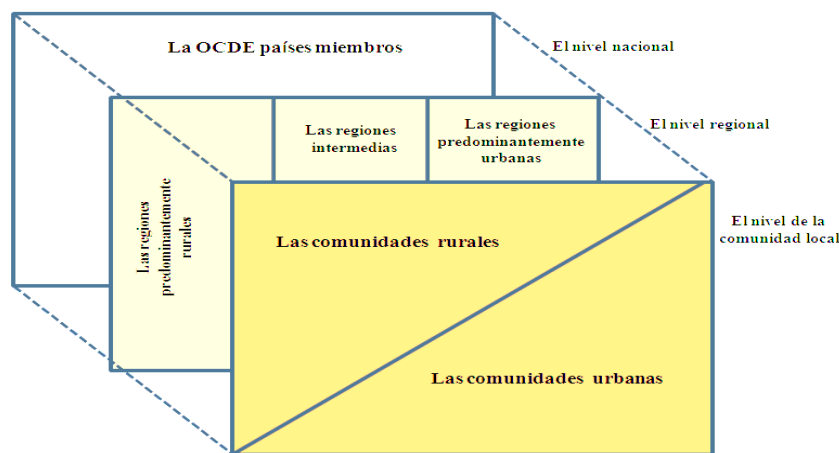 La OCDE países miembros
El nivel nacional
Las regiones
intermedias
Las regiones
predominantemente
urbanas
El nivel regional
Las regiones
predominantemente
rurales
Las comunidades rurales
El nivel de la
comunidad local
Las comunidades urbanas